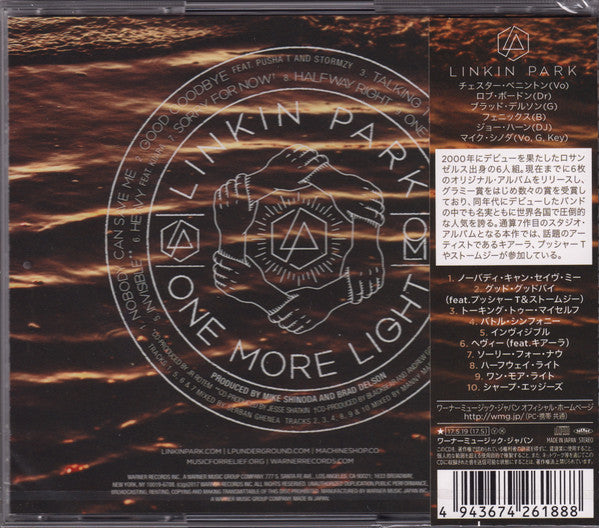 1. NOBODY CAN SAVE ME 2. GOOD GOODBYE FEAT. PUSHA T AND STORMZY 3. TALKING
5. INVISIBLE 6. HEAVY FEAT. KIIARA 7. SORRY FOR NOW† 8. HALFWAY RIGHT 9. ONE
LINKIN PARK
ONE MORE LIGHT
PRODUCED BY MIKE SHINODA AND BRAD DELSON
TRACKS 2, 3, 4, 8, 9 & 10 MIXED BY MANNY
LINKINPARK.COM | LPUNDERGROUND.COM | MACHINESHOP.CO
MUSICFORRELIEF.ORG | WARNERRECORDS.COM
LINKIN PARK
チェスター・ベニントン(Vo)
ロブ・ボードン(Dr)
ブラッド・デルソン(G)
フェニックス(B)
ジョー・ハーン(DJ)
マイク・シノダ(Vo, G, Key)
2000年にデビューを果たしたロサン
ゼルス出身の6人組。現在までに6枚
のオリジナル・アルバムをリリースし、
グラミー賞をはじめ数々の賞を受賞し
ており、同年代にデビューしたバンド
の中でも名実ともに世界各国で圧倒的
な人気を誇る。通算7作目のスタジオ・
アルバムとなる本作では、話題のアー
ティストであるキアーラ、プッシャー T
やストームジーが参加している。
1. ノーバディ・キャン・セイヴ・ミー
2. グッド・グッドバイ
(feat.プッシャー T&ストームジー)
3. トーキング・トゥー・マイセルフ
4. バトル・シンフォニー
5. インヴィジブル
6. ヘヴィー (feat.キアーラ)
7. ソーリー・フォー・ナウ
8. ハーフウェイ・ライト
9. ワン・モア・ライト
10. シャープ・エッジーズ
ワーナーミュージック・ジャパン オフィシャル・ホームページ
http://wmg.jp/ (PC・携帯 共通)
17.5.19 (17.5)
ワーナーミュージック・ジャパン
MADE IN JAPAN STEREO
4 943674 261888